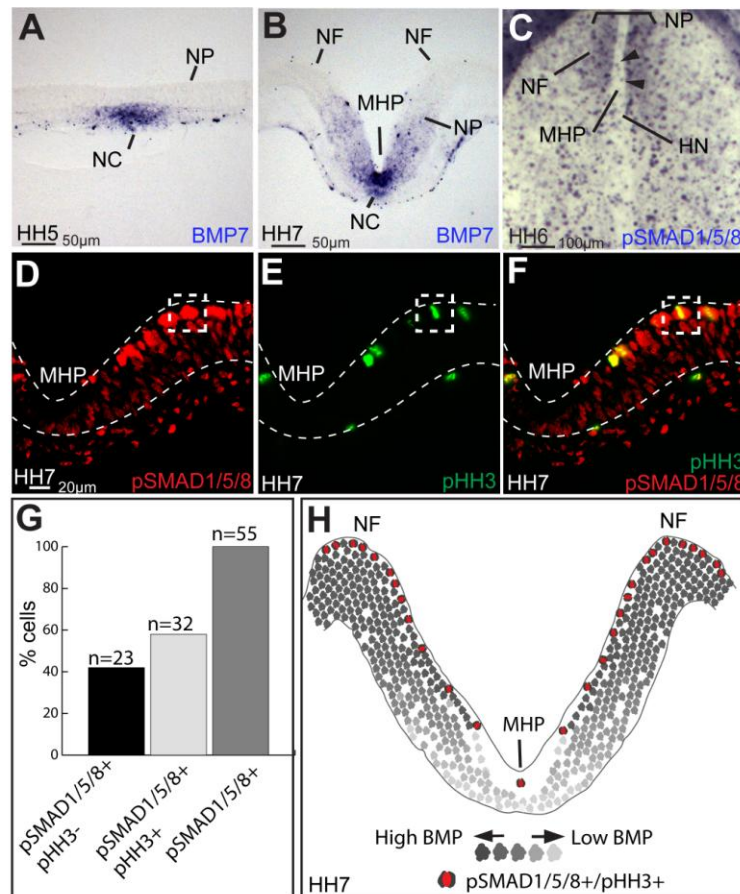 A
NP
NC
HH5
50µm
BMP7
B
NF
NF
MHP
NP
NC
HH7
50µm
BMP7
C
NP
NF
MHP
HN
HH6
100µm
pSMAD1/5/8
D
MHP
HH7
20µm
pSMAD1/5/8
E
MHP
HH7
pHH3
F
MHP
HH7
pHH3
pSMAD1/5/8
G
% cells
100
80
60
40
20
0
n=23
n=32
n=55
pSMAD1/5/8+
pHH3-
pSMAD1/5/8+
pHH3+
pSMAD1/5/8+
H
NF
NF
MHP
High BMP
Low BMP
pSMAD1/5/8+/pHH3+
HH7